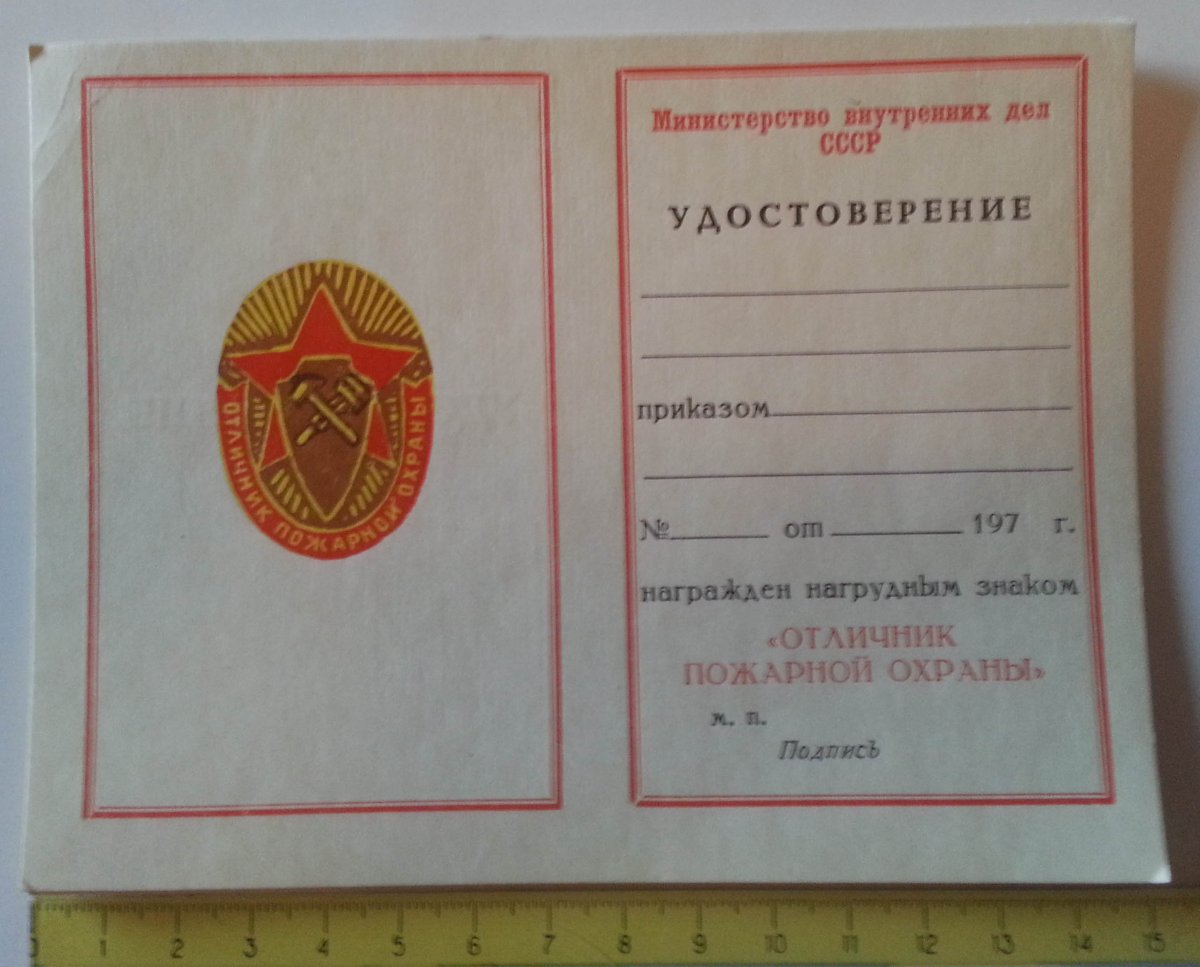 ОТЛИЧНИК ПОЖАРНОЙ ОХРАНЫ
Министерство внутренних дел
СССР
УДОСТОВЕРЕНИЕ
приказом
№ от 197 г.
награжден нагрудным знаком
«ОТЛИЧНИК
ПОЖАРНОЙ ОХРАНЫ»
м. п.
Подпись
0 1 2 3 4 5 6 7 8 9 10 11 12 13 14 15